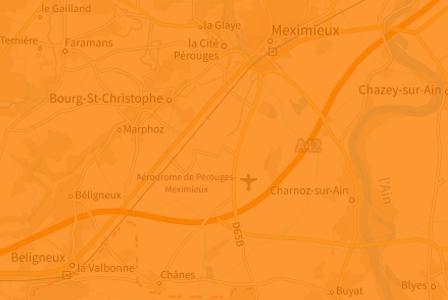 le Gailland
la Glaye
Meximieux
Ternière
Faramans
la Cité
Pérouges
Chazey-sur-Ain
Bourg-St-Christophe
Marphoz
A42
Aérodrome de Pérouges-
Meximieux
Charnoz-sur-Ain
l'Ain
Béligneux
D65B
Béligneux
la Valbonne
Chânes
Buyat
Blyes